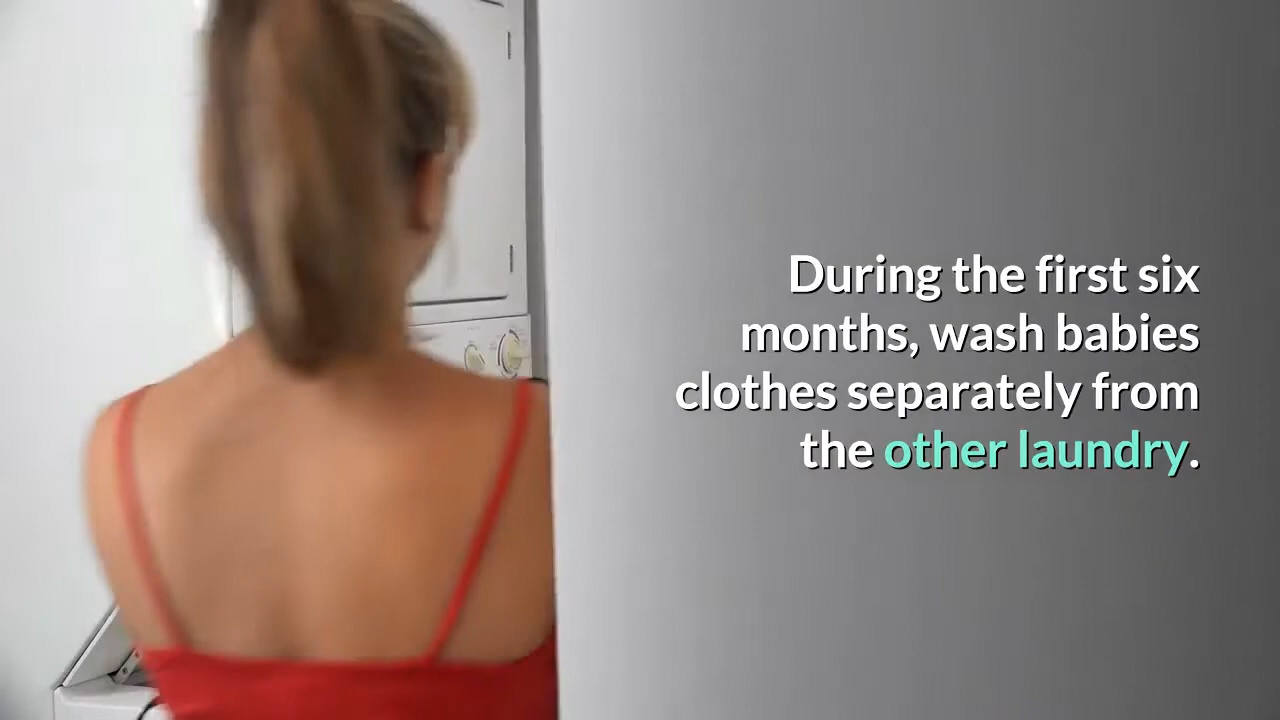 During the first six
months, wash babies
clothes separately from
the other laundry.